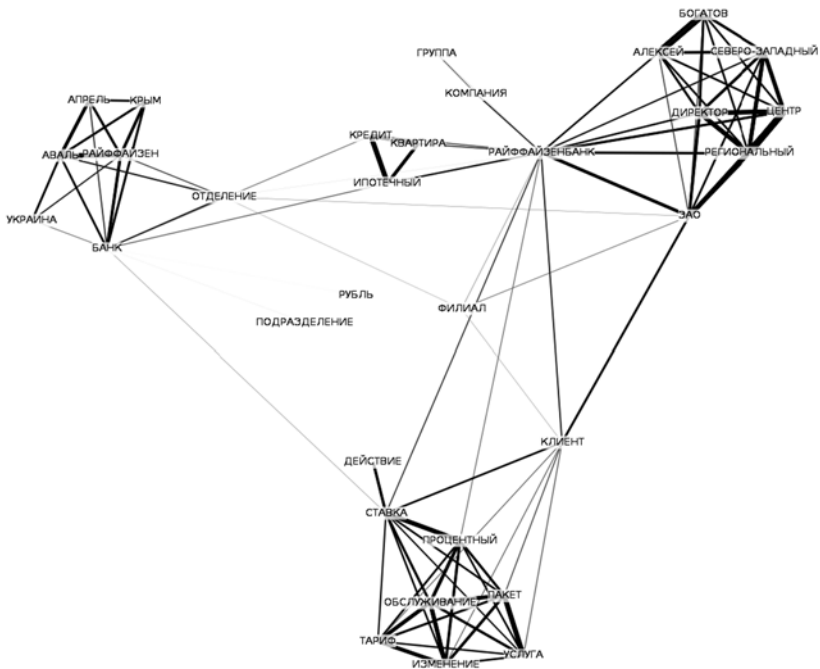 БОГАТОВ
АЛЕКСЕЙ
СЕВЕРО-ЗАПАДНЫЙ
ГРУППА
КОМПАНИЯ
АПРЕЛЬ
КРЫМ
ДИРЕКТОР
ЦЕНТР
КРЕДИТ
КВАРТИРА
АВАЛЬ
РАЙФФАЙЗЕН
РАЙФФАЙЗЕНБАНК
РЕГИОНАЛЬНЫЙ
ИПОТЕЧНЫЙ
ОТДЕЛЕНИЕ
УКРАИНА
ЗАО
БАНК
РУБЛЬ
ФИЛИАЛ
ПОДРАЗДЕЛЕНИЕ
КЛИЕНТ
ДЕЙСТВИЕ
СТАВКА
ПРОЦЕНТНЫЙ
ОБСЛУЖИВАНИЕ
ПАКЕТ
ТАРИФ
ИЗМЕНЕНИЕ
УСЛУГА